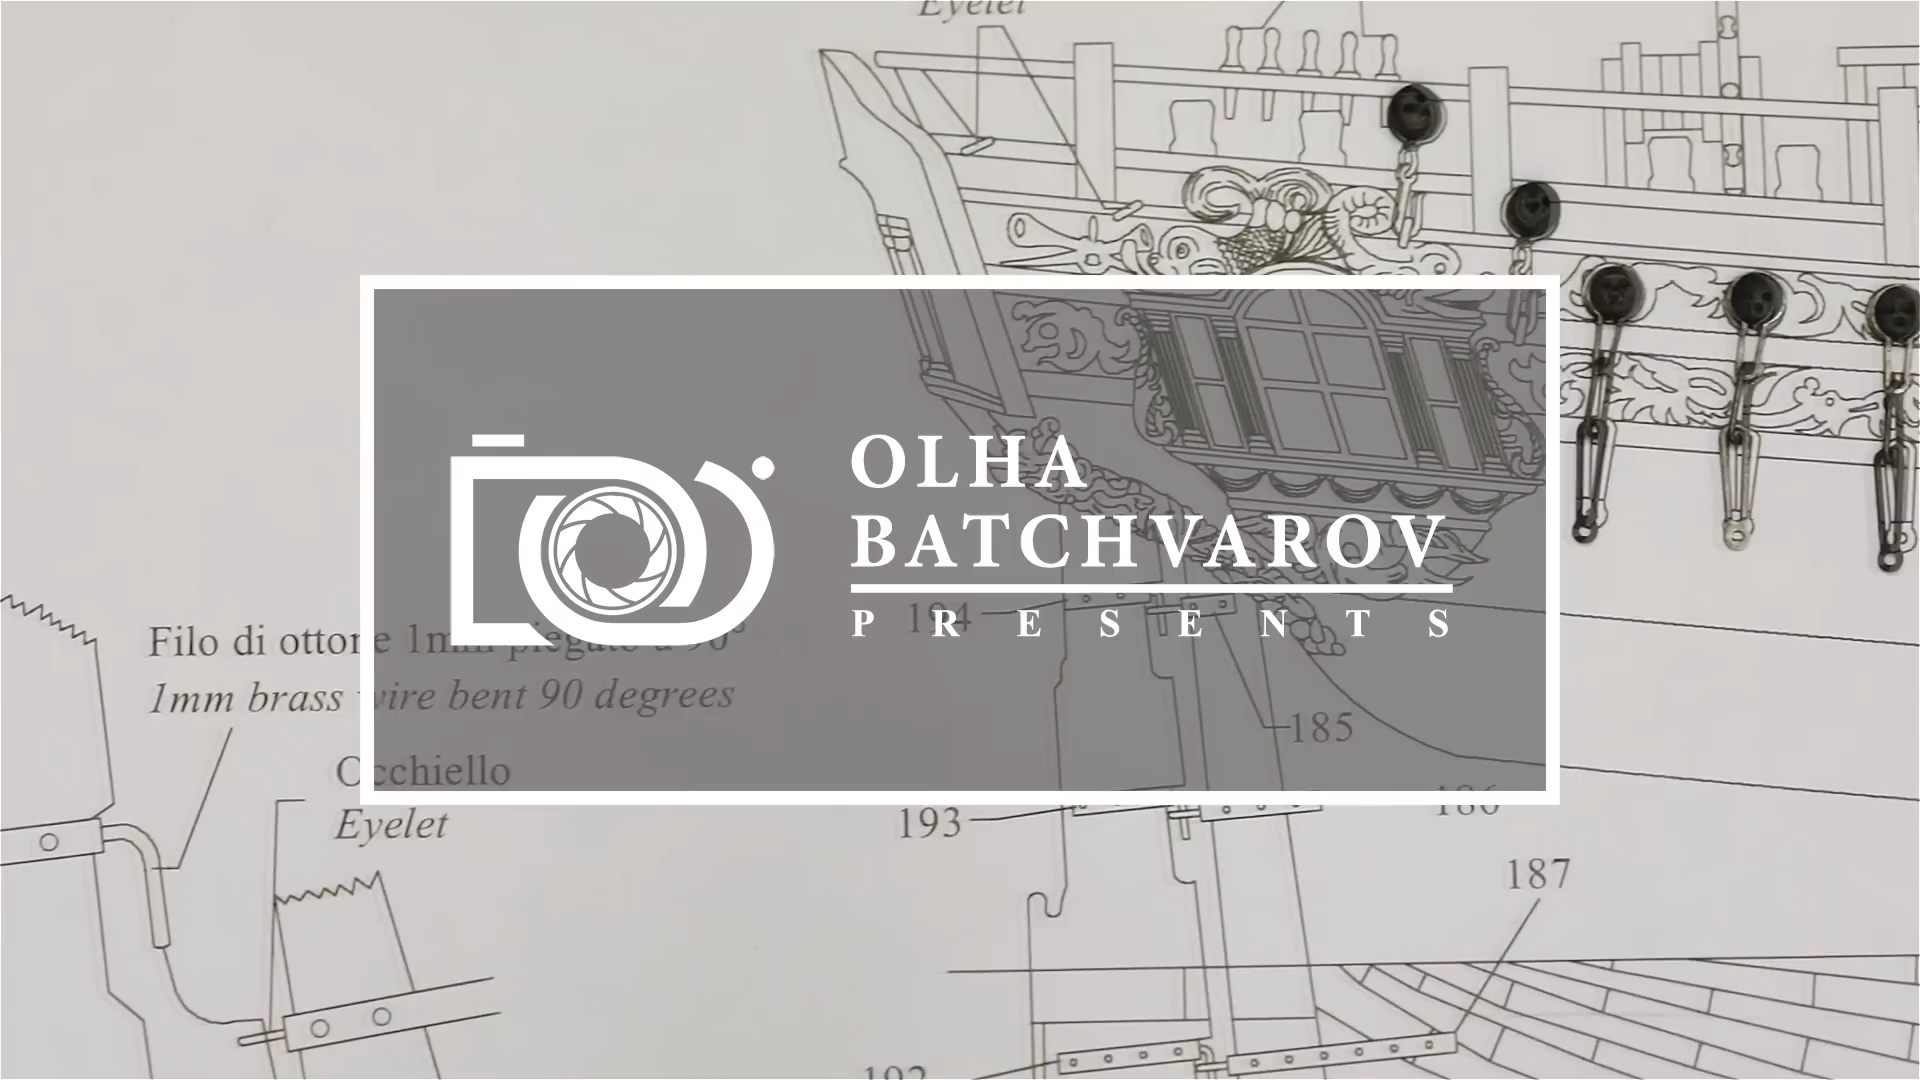 Eyelet
OLHA
BATCHVAROV
PRESENTS
194
Filo di ottone 1mm piegato a 90°
1mm brass wire bent 90 degrees
185
Occhiello
Eyelet
193
186
187
192